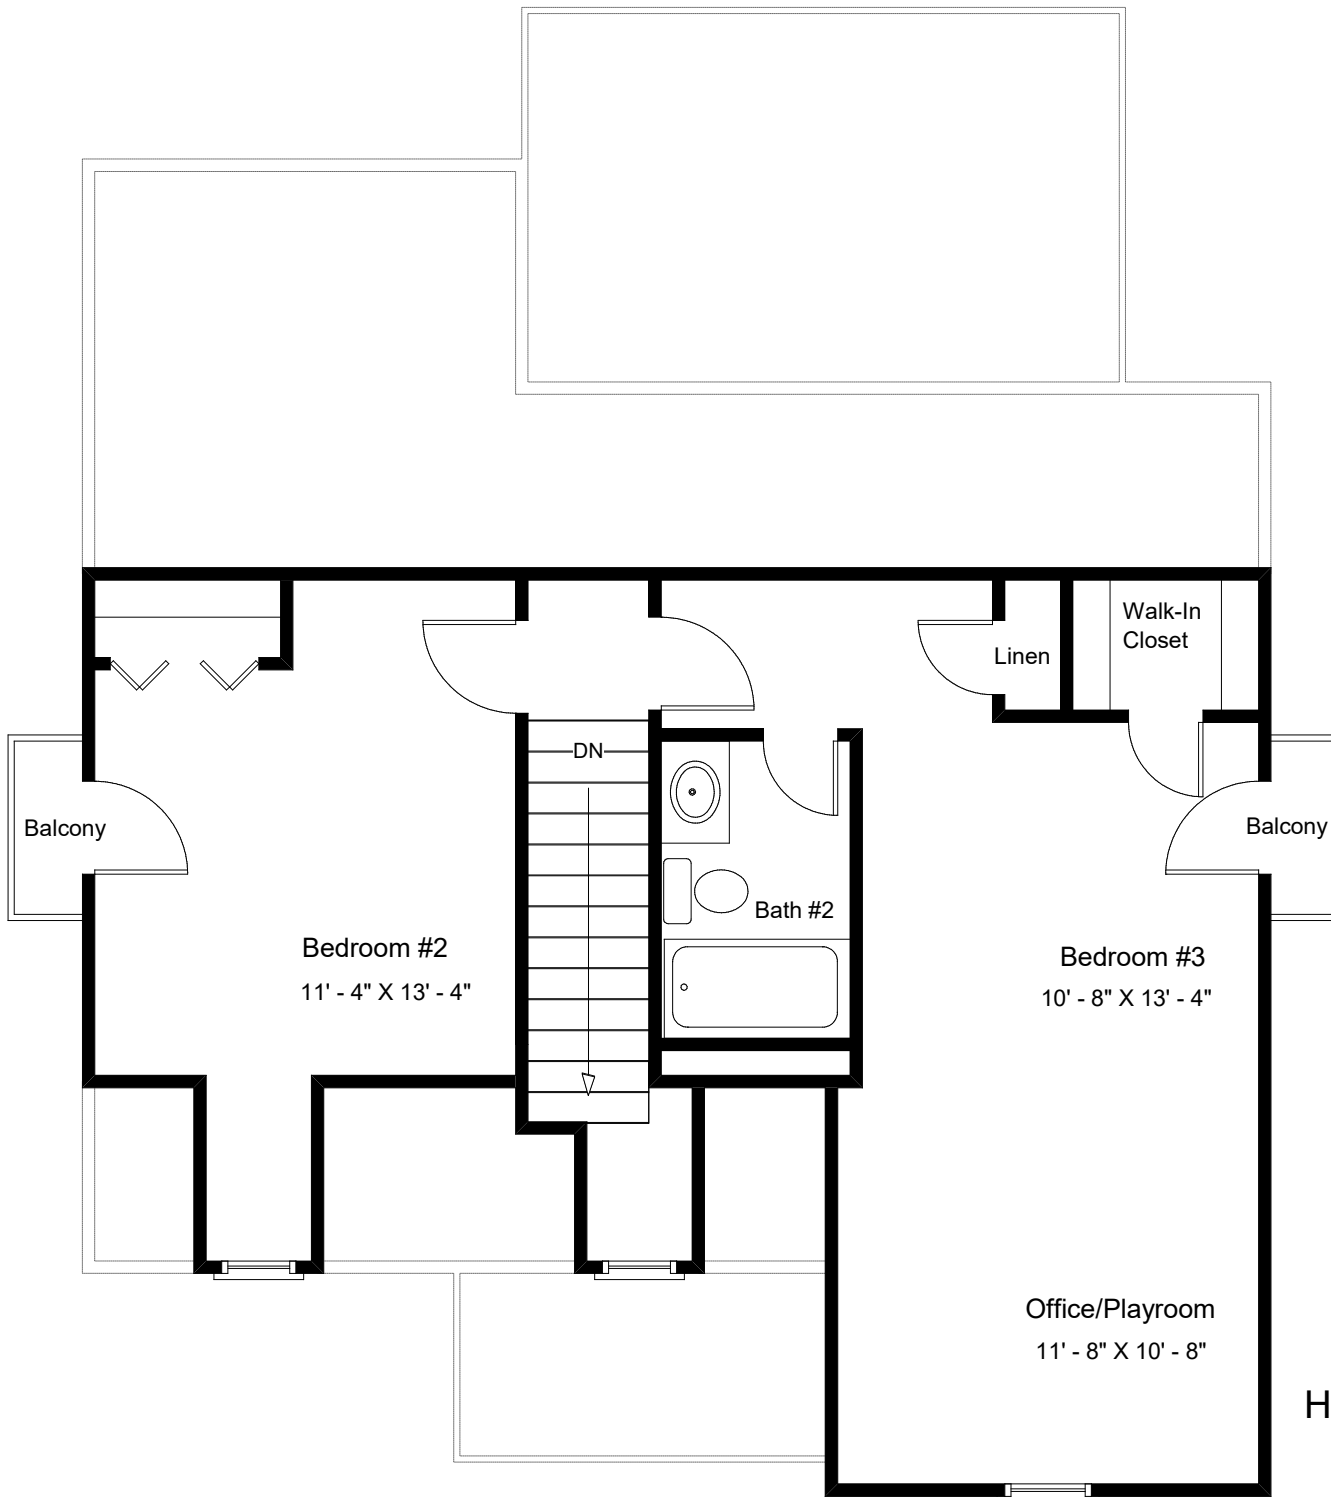 Walk-In
Closet
Linen
DN
Balcony
Balcony
Bath #2
Bedroom #2
11' - 4" X 13' - 4"
Bedroom #3
10' - 8" X 13' - 4"
Office/Playroom
11' - 8" X 10' - 8"
H